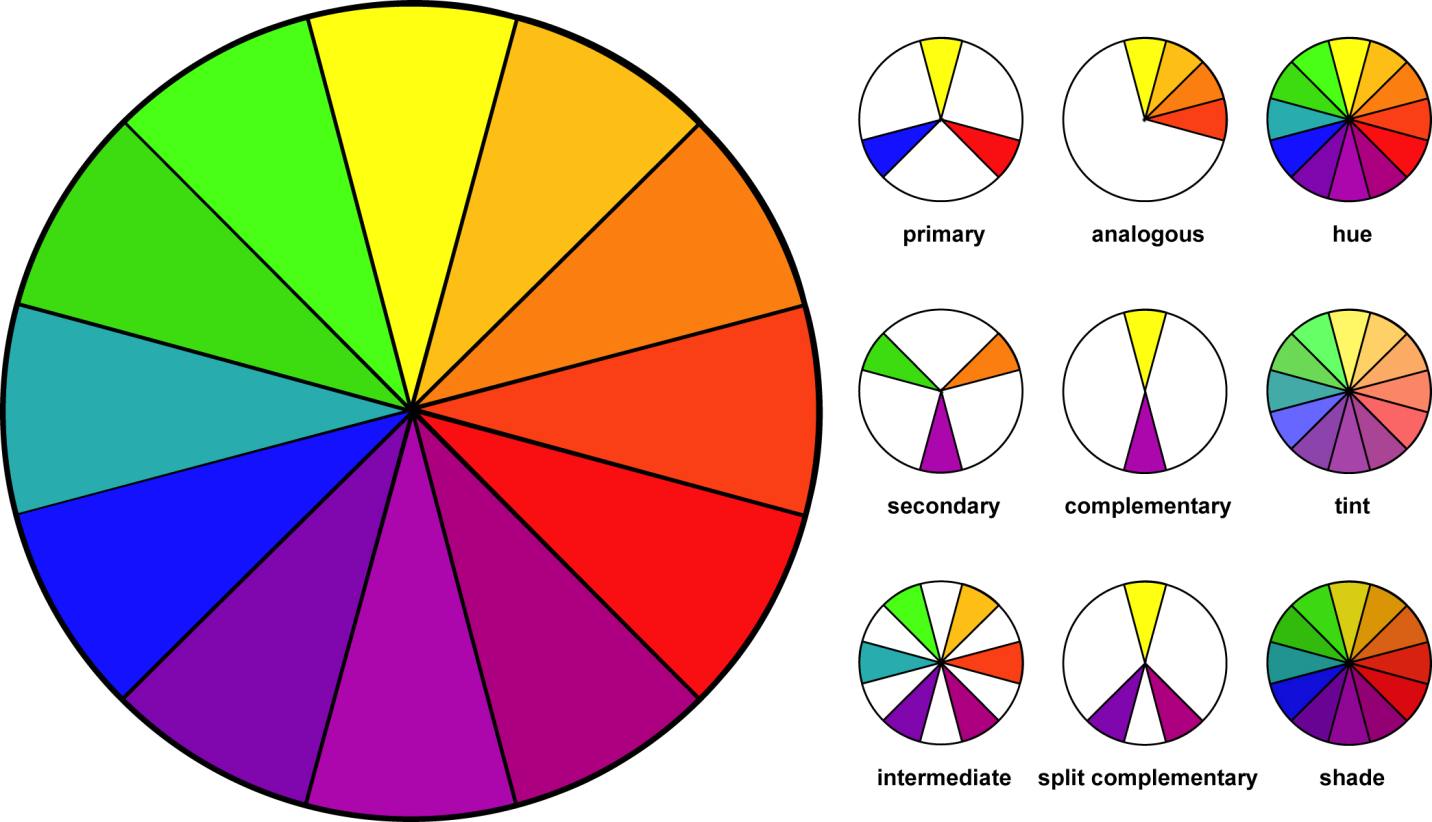 primary
analogous
hue
secondary
complementary
tint
intermediate
split complementary
shade